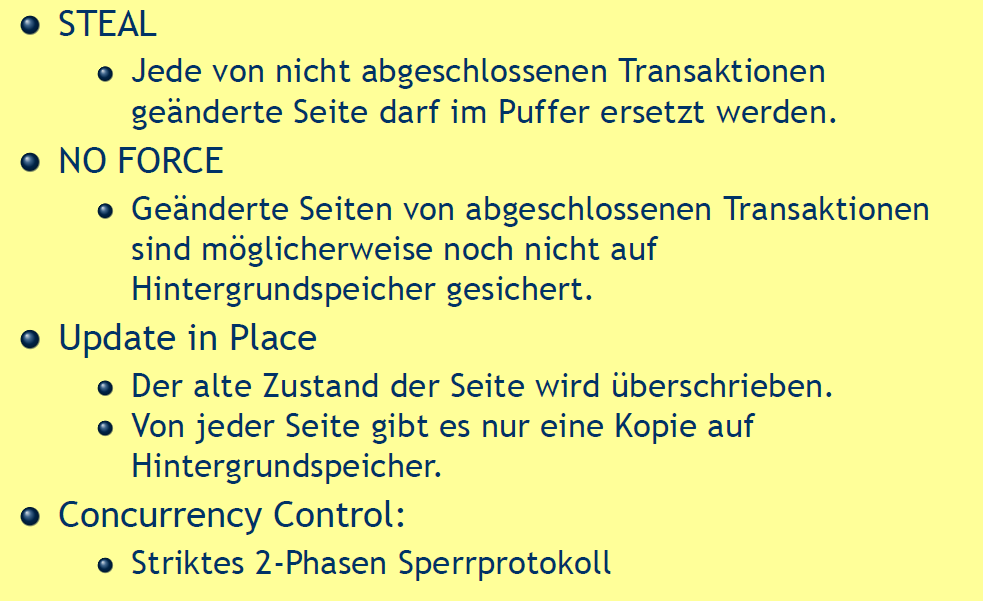 STEAL
Jede von nicht abgeschlossenen Transaktionen
geänderte Seite darf im Puffer ersetzt werden.
NO FORCE
Geänderte Seiten von abgeschlossenen Transaktionen
sind möglicherweise noch nicht auf
Hintergrundspeicher gesichert.
Update in Place
Der alte Zustand der Seite wird überschrieben.
Von jeder Seite gibt es nur eine Kopie auf
Hintergrundspeicher.
Concurrency Control:
Striktes 2-Phasen Sperrprotokoll